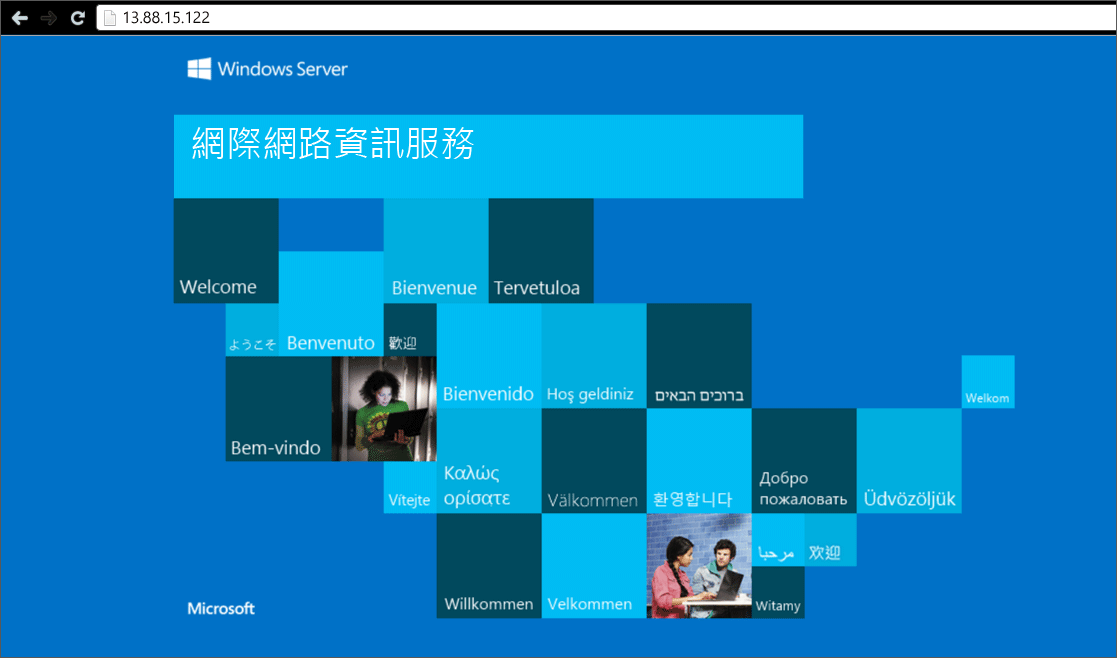 13.88.15.122
Windows Server
網際網路資訊服務
Welcome
Bienvenue
Tervetuloa
ようこそ
Benvenuto
歡迎
Bienvenido
Hoş geldiniz
ברוכים הבאים
Welkom
Bem-vindo
Vítejte
Καλώς
ορίσατε
Välkommen
환영합니다
Добро
пожаловать
Üdvözöljük
مرحبا
欢迎
Willkommen
Velkommen
Witamy
Microsoft